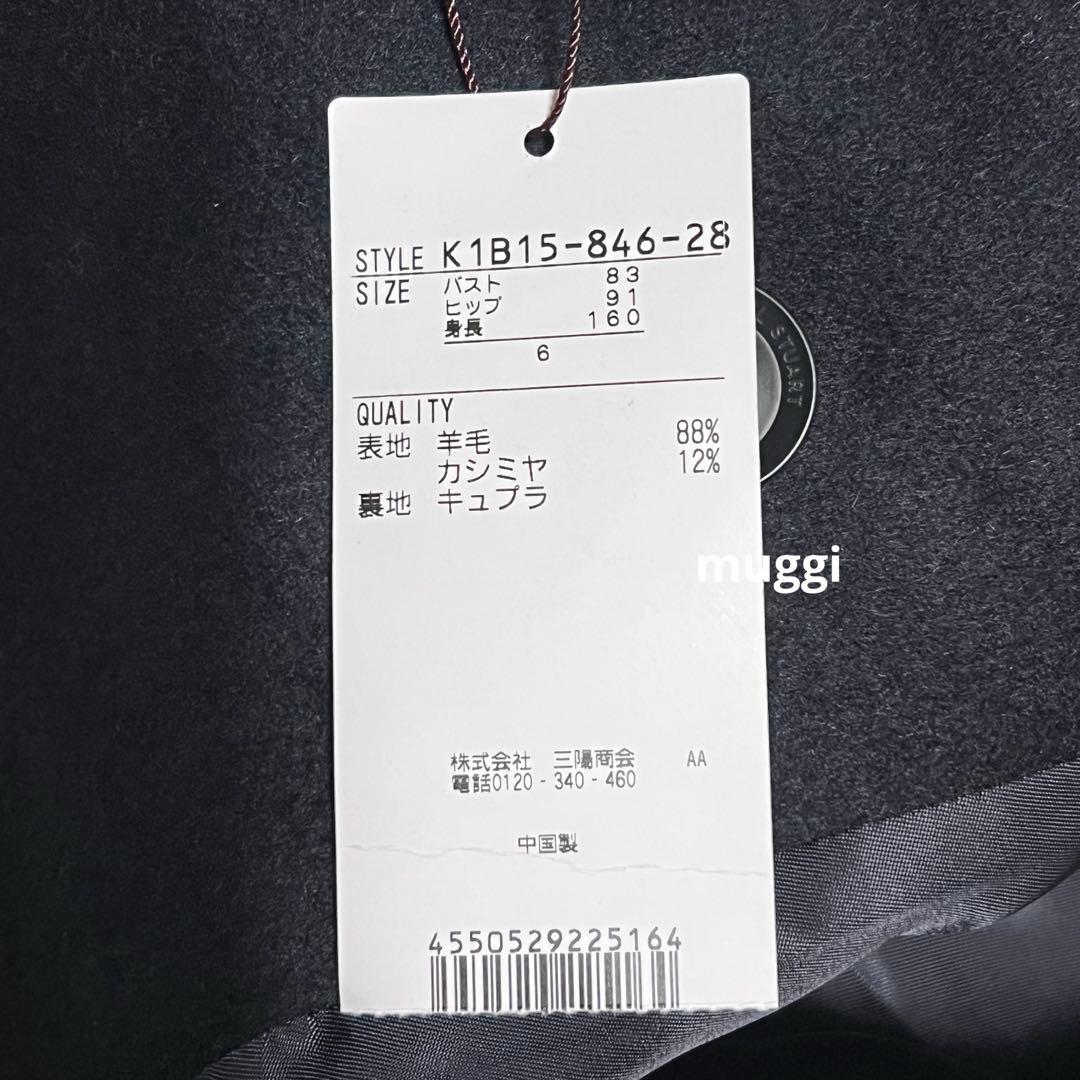 STYLE K1B15-846-28
SIZE バスト 83
ヒップ 91
身長 160
6
QUALITY
表地 羊毛 88%
カシミヤ 12%
裏地 キュプラ
株式会社 三陽商会 AA
電話0120-340-460
中国製
4550529225164
L STUART
muggi